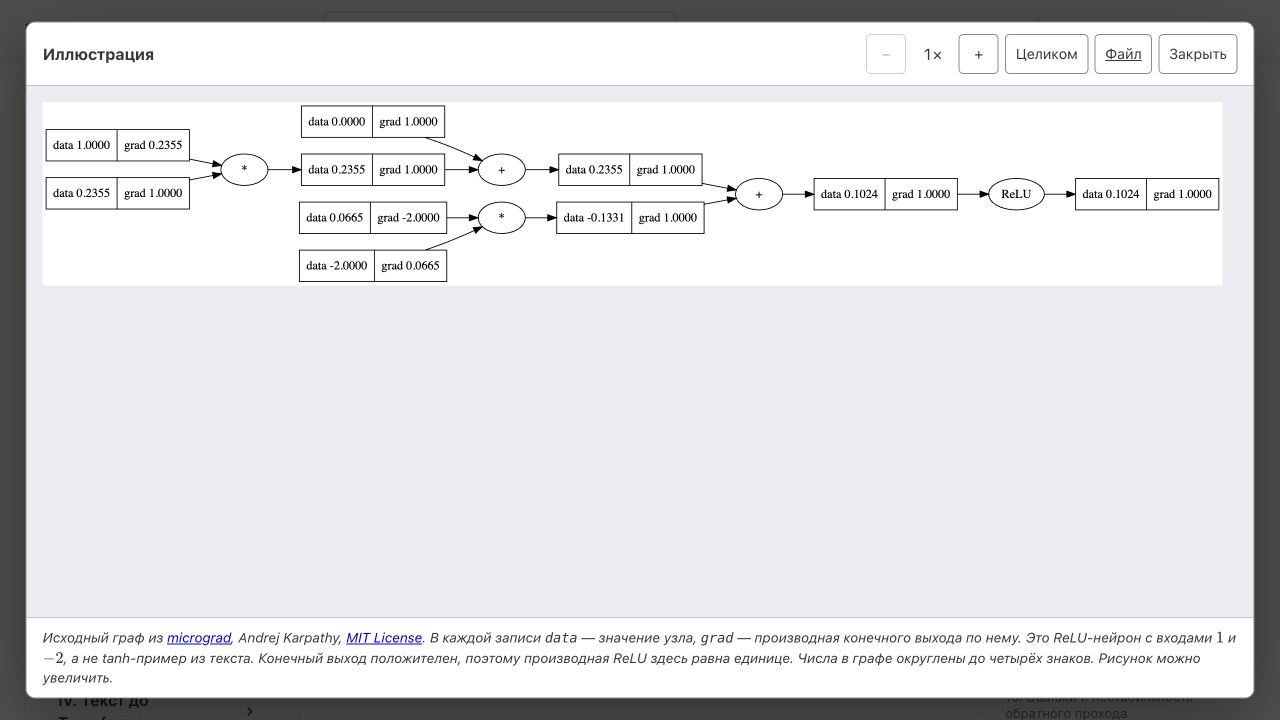 Иллюстрация
−
1×
+
Целиком
Файл
Закрыть
data 0.0000 grad 1.0000
data 1.0000 grad 0.2355
*
data 0.2355 grad 1.0000
+
data 0.2355 grad 1.0000
data 0.2355 grad 1.0000
+
data 0.1024 grad 1.0000
ReLU
data 0.1024 grad 1.0000
data 0.0665 grad -2.0000
*
data -0.1331 grad 1.0000
data -2.0000 grad 0.0665
Исходный граф из micrograd, Andrej Karpathy, MIT License. В каждой записи data — значение узла, grad — производная конечного выхода по нему. Это ReLU-нейрон с входами 1 и
−2, а не tanh-пример из текста. Конечный выход положителен, поэтому производная ReLU здесь равна единице. Числа в графе округлены до четырёх знаков. Рисунок можно
увеличить.
IV. Текст до
обратного прохода